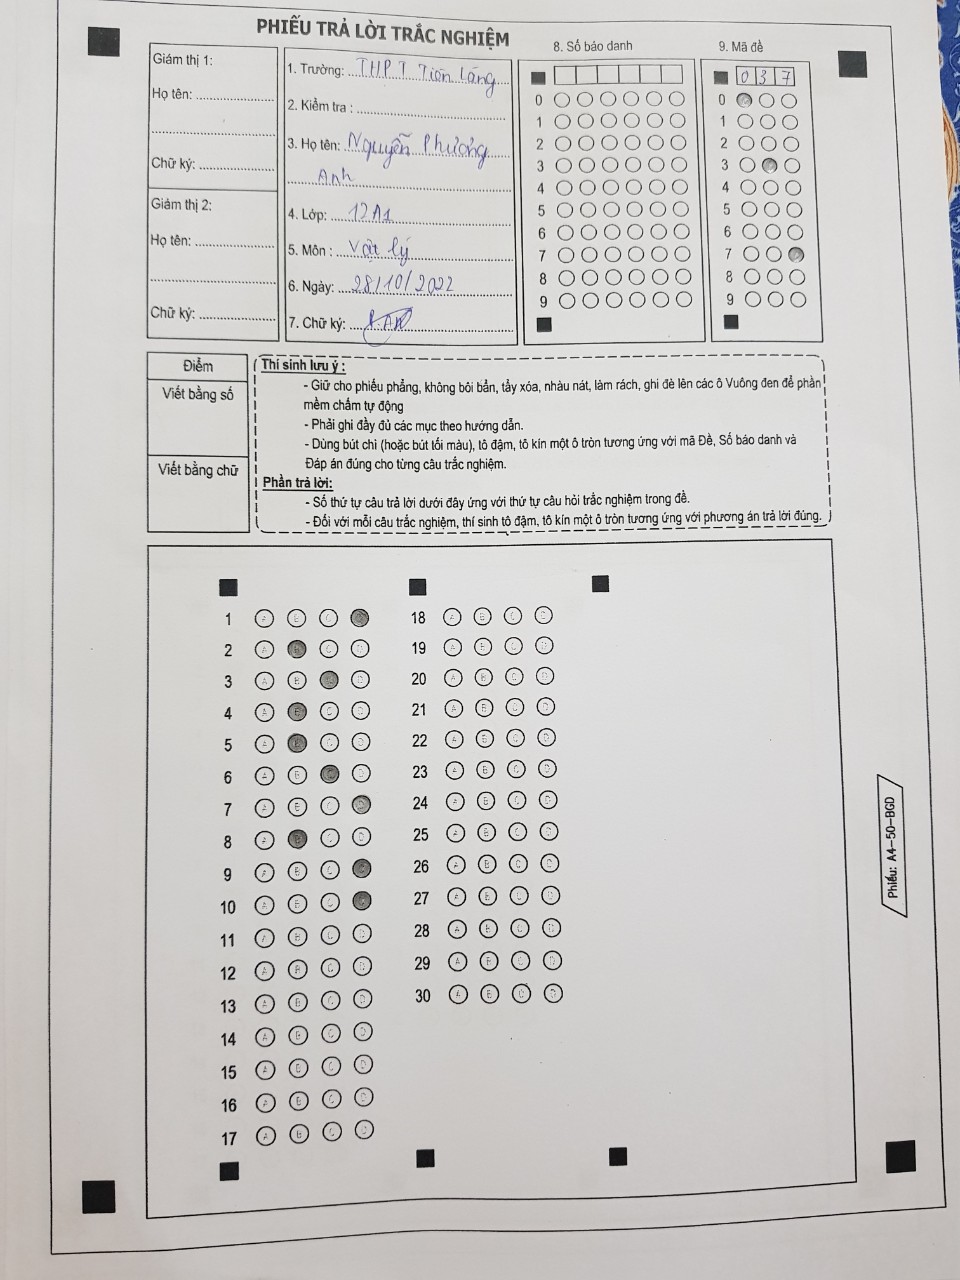 PHIẾU TRẢ LỜI TRẮC NGHIỆM
Giám thị 1:
Họ tên:
Chữ ký:
Giám thị 2:
Họ tên:
Chữ ký:
1. Trường: THPT Tiên Lãng
2. Kiểm tra :
3. Họ tên: Nguyễn Phương
Anh
4. Lớp: 12A1
5. Môn : Vật lý
6. Ngày: 28/10/2022
7. Chữ ký:
8. Số báo danh
0
1
2
3
4
5
6
7
8
9
9. Mã đề
0 3 7
0
1
2
3
4
5
6
7
8
9
Điểm
Viết bằng số
Viết bằng chữ
Thí sinh lưu ý :
- Giữ cho phiếu phẳng, không bôi bẩn, tẩy xóa, nhàu nát, làm rách, ghi đè lên các ô Vuông đen để phần
mềm chấm tự động
- Phải ghi đầy đủ các mục theo hướng dẫn.
- Dùng bút chì (hoặc bút tối màu), tô đậm, tô kín một ô tròn tương ứng với mã Đề, Số báo danh và
Đáp án đúng cho từng câu trắc nghiệm.
Phần trả lời:
- Số thứ tự câu trả lời dưới đây ứng với thứ tự câu hỏi trắc nghiệm trong đề.
- Đối với mỗi câu trắc nghiệm, thí sinh tô đậm, tô kín một ô tròn tương ứng với phương án trả lời đúng.
1 A B C
2 A C D
3 A B D
4 A B C D
5 A B C D
6 A B C D
7 A B C D
8 A B C D
9 A B C
10 A B C
11 A B C D
12 A B C D
13 A B C D
14 A B C D
15 A B C D
16 A B C D
17 A B C D
18 A B C D
19 A B C D
20 A B C D
21 A B C D
22 A B C D
23 A B C D
24 A B C D
25 A B C D
26 A B C D
27 A B C D
28 A B C D
29 A B C D
30 A B C D
Phiếu: A4-50-BGD